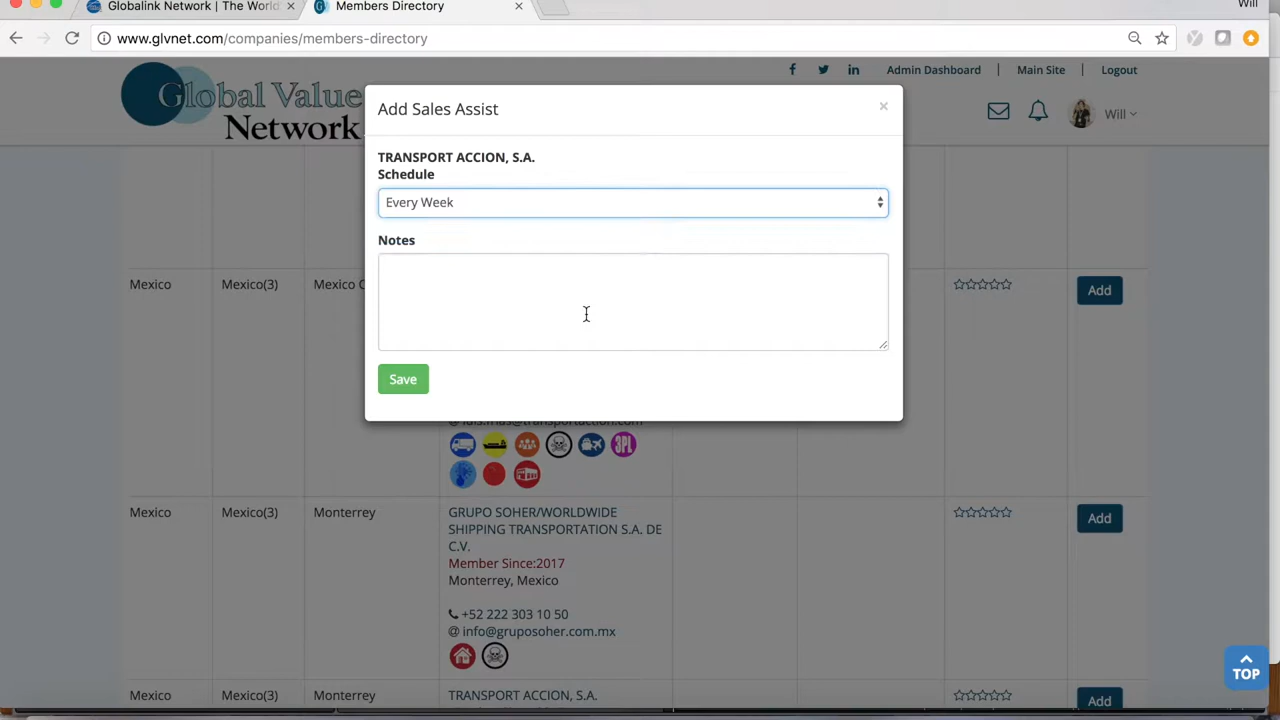 Will
Globalink Network | The World
×
Members Directory
×
www.glvnet.com/companies/members-directory
Global Value
Network
Admin Dashboard | Main Site | Logout
Will
Add Sales Assist
×
TRANSPORT ACCION, S.A.
Schedule
Every Week
Notes
Save
Mexico
Mexico(3)
Mexico C
Add
3PL
Mexico
Mexico(3)
Monterrey
GRUPO SOHER/WORLDWIDE
SHIPPING TRANSPORTATION S.A. DE
C.V.
Member Since:2017
Monterrey, Mexico
+52 222 303 10 50
@ info@gruposoher.com.mx
Add
Mexico
Mexico(3)
Monterrey
TRANSPORT ACCION, S.A.
Add
TOP